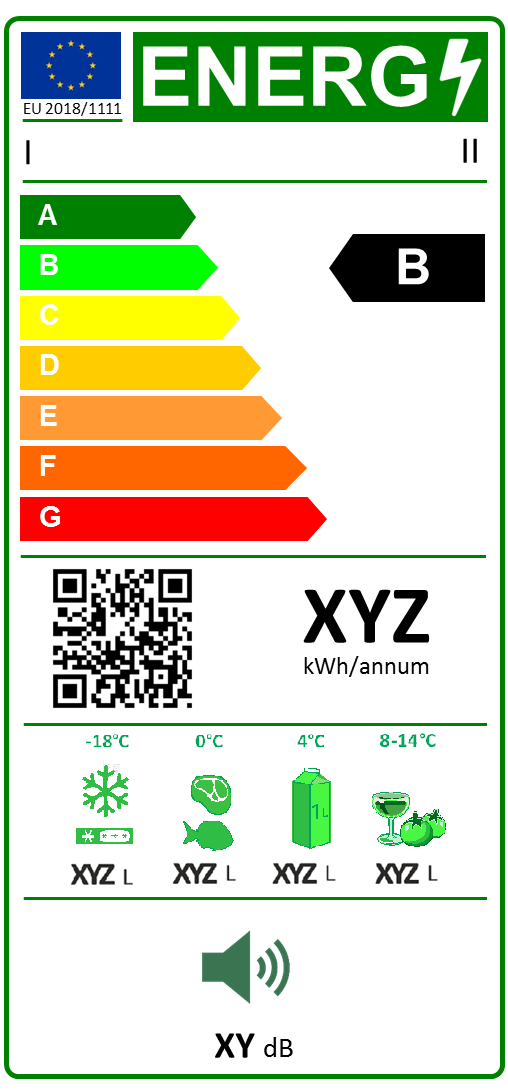 ENERG
EU 2018/1111
I II
A
B
B
C
D
E
F
G
XYZ
kWh/annum
-18°C 0°C 4°C 8-14°C
1L
XYZ L XYZ L XYZ L XYZ L
XY dB